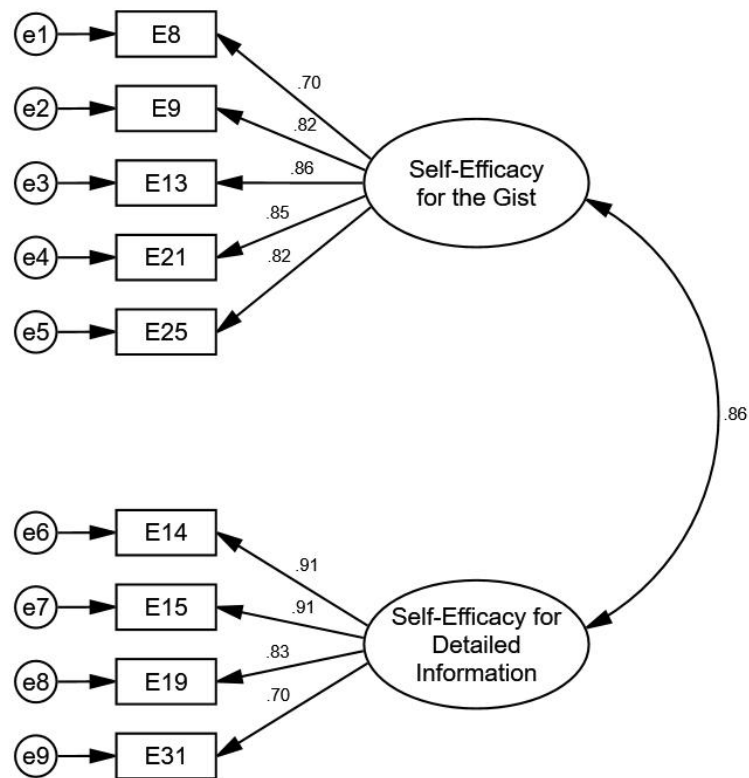 e1
E8
.70
e2
E9
.82
e3
E13
.86
Self-Efficacy
for the Gist
.85
e4
E21
.82
e5
E25
.86
e6
E14
.91
e7
E15
.91
Self-Efficacy for
Detailed
Information
.83
e8
E19
.70
e9
E31